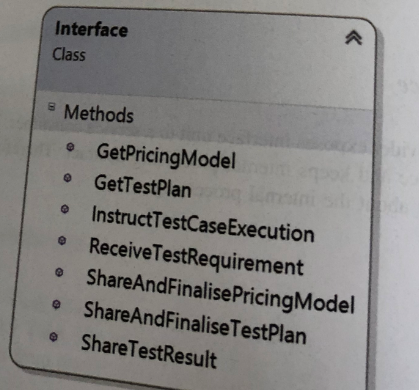 Interface
Class
Methods
GetPricingModel
GetTestPlan
InstructTestCaseExecution
ReceiveTestRequirement
ShareAndFinalisePricingModel
ShareAndFinaliseTestPlan
ShareTestResult